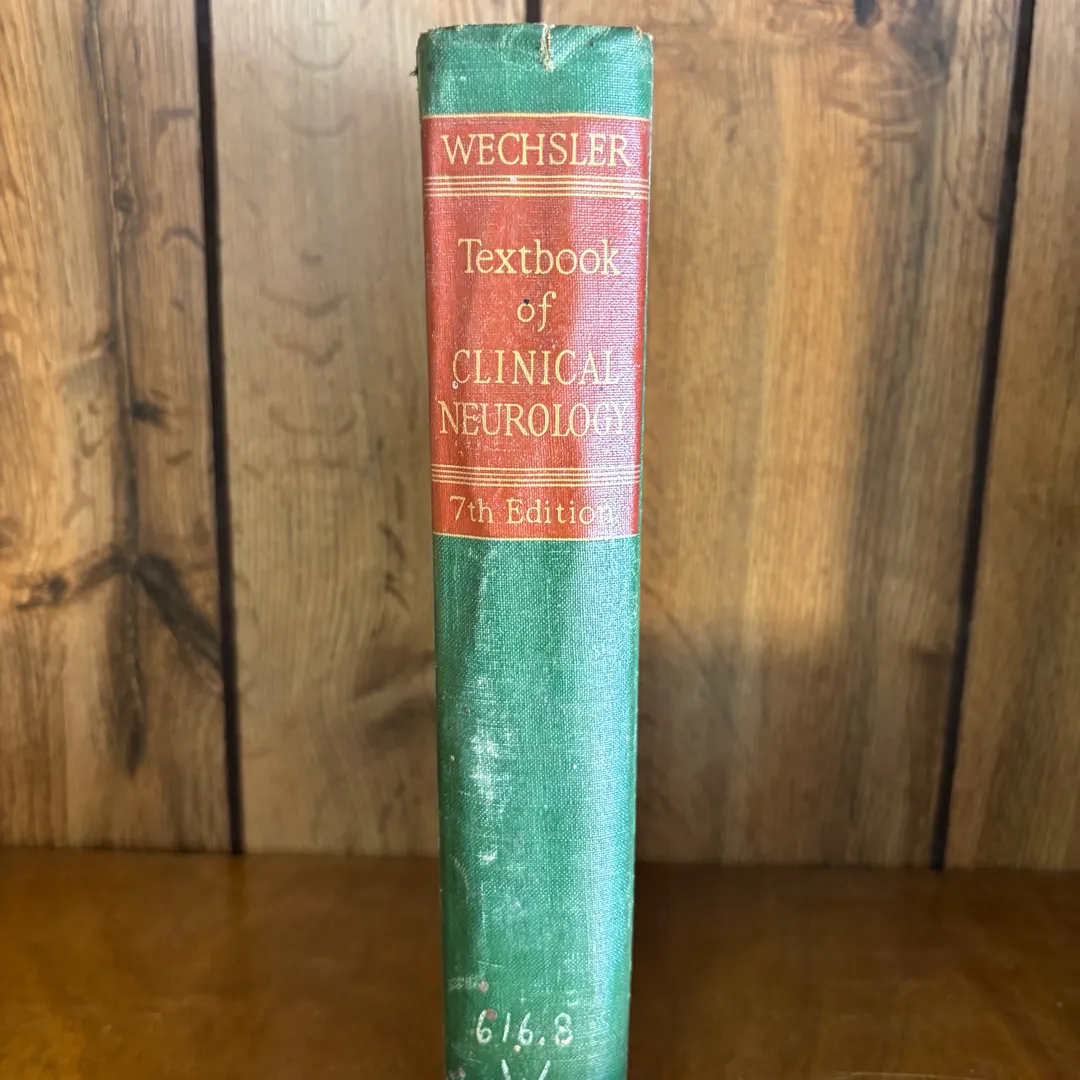 WECHSLER
Textbook
of
CLINICAL
NEUROLOGY
7th Edition
616.8
W